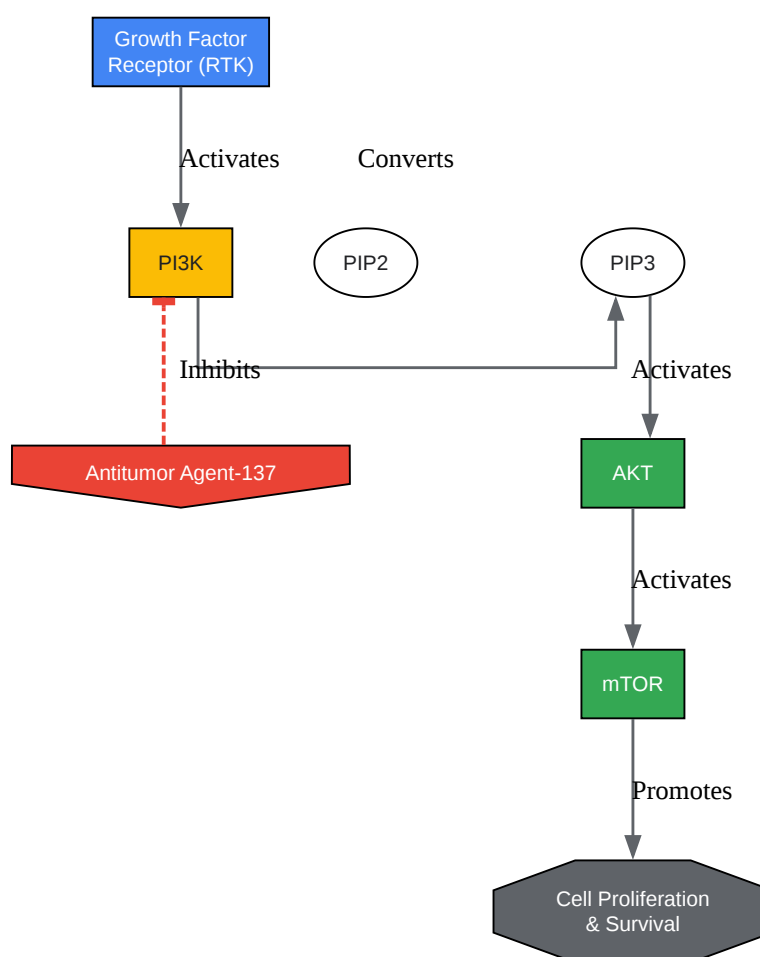 Growth Factor
Receptor (RTK)
Activates
Converts
PI3K
PIP2
PIP3
Inhibits
Activates
Antitumor Agent-137
AKT
Activates
mTOR
Promotes
Cell Proliferation
& Survival